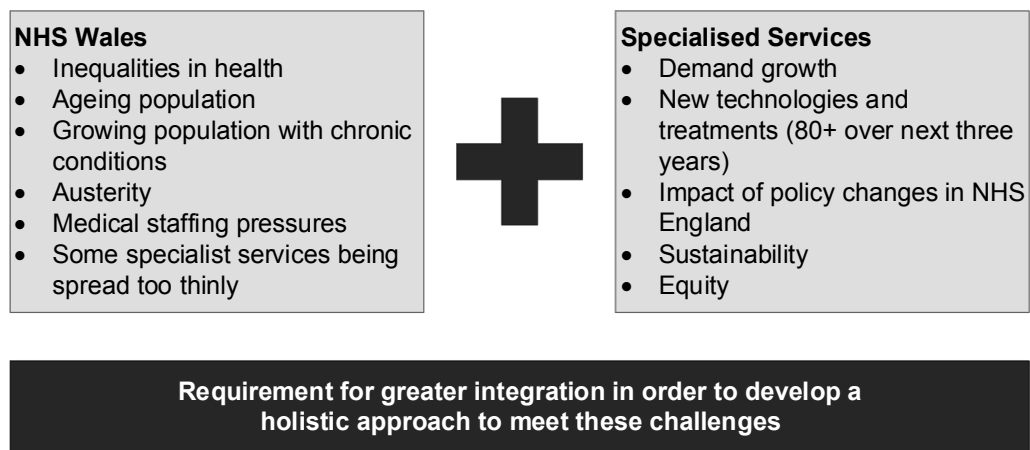 NHS Wales
• Inequalities in health
• Ageing population
• Growing population with chronic
conditions
• Austerity
• Medical staffing pressures
• Some specialist services being
spread too thinly
Specialised Services
• Demand growth
• New technologies and
treatments (80+ over next three
years)
• Impact of policy changes in NHS
England
• Sustainability
• Equity
Requirement for greater integration in order to develop a
holistic approach to meet these challenges